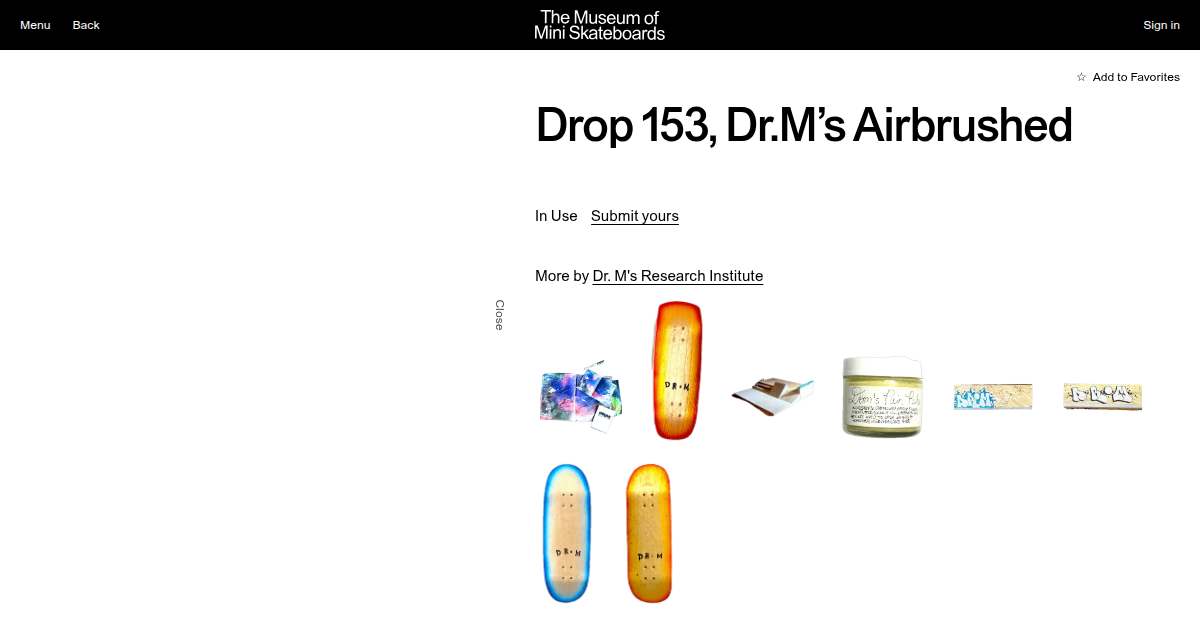 Menu Back
The Museum of
Mini Skateboards
Sign in
☆ Add to Favorites
Drop 153, Dr.M’s Airbrushed
In Use Submit yours
More by Dr. M's Research Institute
Close
DR•M
DR•M
DR•M